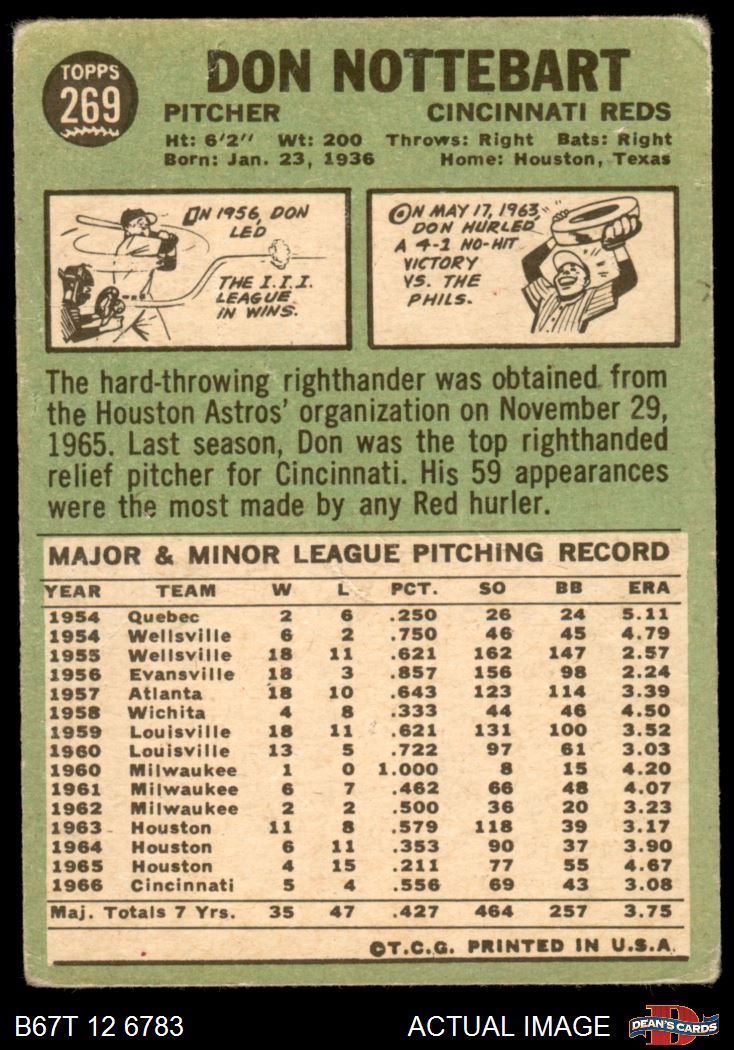 TOPPS
269
DON NOTTEBART
PITCHER CINCINNATI REDS
Ht: 6'2" Wt: 200 Throws: Right Bats: Right
Born: Jan. 23, 1936 Home: Houston, Texas
IN 1956, DON
LED
THE I.I.I.
LEAGUE
IN WINS.
ON MAY 17, 1963,
DON HURLED
A 4-1 NO-HIT
VICTORY
VS. THE
PHILS.
The hard-throwing righthander was obtained from
the Houston Astros' organization on November 29,
1965. Last season, Don was the top righthanded
relief pitcher for Cincinnati. His 59 appearances
were the most made by any Red hurler.
MAJOR & MINOR LEAGUE PITCHING RECORD
YEAR TEAM W L PCT. SO BB ERA
1954 Quebec 2 6 .250 26 24 5.11
1954 Wellsville 6 2 .750 46 45 4.79
1955 Wellsville 18 11 .621 162 147 2.57
1956 Evansville 18 3 .857 156 98 2.24
1957 Atlanta 18 10 .643 123 114 3.39
1958 Wichita 4 8 .333 44 46 4.50
1959 Louisville 18 11 .621 131 100 3.52
1960 Louisville 13 5 .722 97 61 3.03
1960 Milwaukee 1 0 1.000 8 15 4.20
1961 Milwaukee 6 7 .462 66 48 4.07
1962 Milwaukee 2 2 .500 36 20 3.23
1963 Houston 11 8 .579 118 39 3.17
1964 Houston 6 11 .353 90 37 3.90
1965 Houston 4 15 .211 77 55 4.67
1966 Cincinnati 5 4 .556 69 43 3.08
Maj. Totals 7 Yrs. 35 47 .427 464 257 3.75
©T.C.G. PRINTED IN U.S.A.
B67T 12 6783 ACTUAL IMAGE DEAN'S CARDS